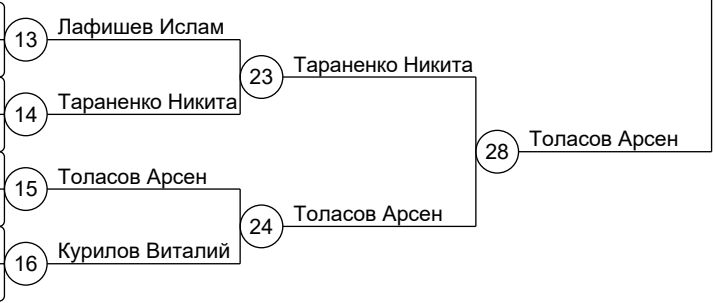 13 Лафишев Ислам
23 Тараненко Никита
14 Тараненко Никита
28 Толасов Арсен
15 Толасов Арсен
24 Толасов Арсен
16 Курилов Виталий